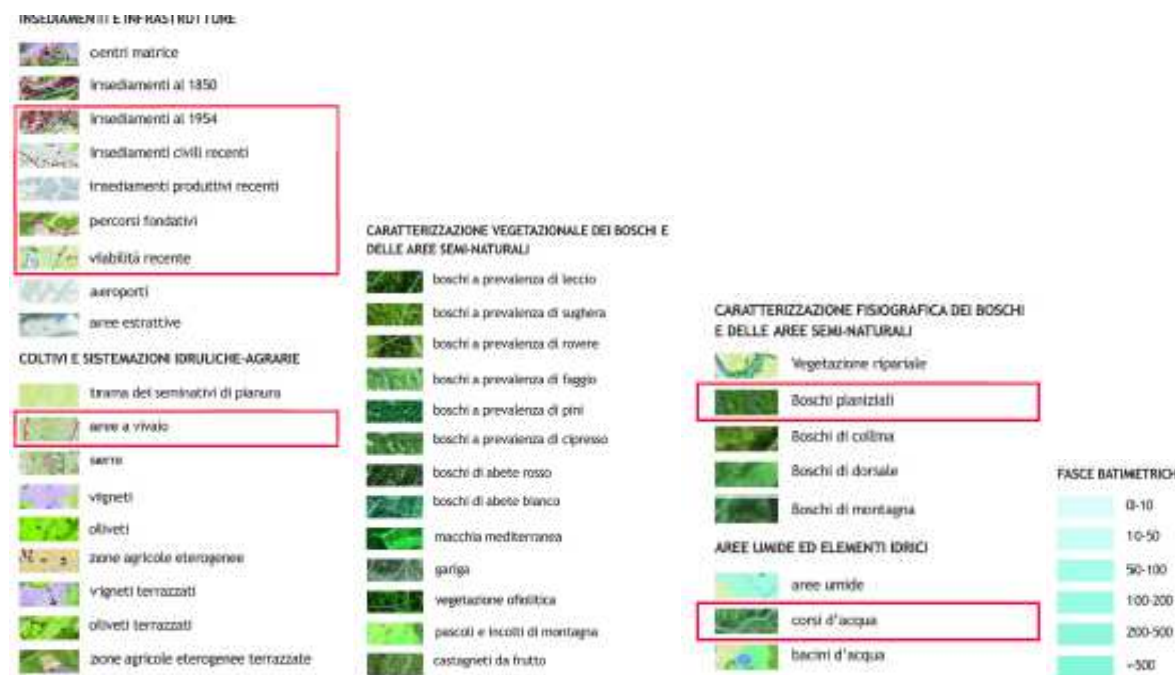 INSEDIAMENTI E INFRASTRUTTURE
centri matrice
insediamenti al 1850
insediamenti al 1954
insediamenti civili recenti
insediamenti produttivi recenti
percorsi fondativi
viabilità recente
aeroporti
aree estrattive
COLTIVI E SISTEMAZIONI IDRULICHE-AGRARIE
trama dei seminativi di pianura
aree a vivaio
serre
vigneti
oliveti
zone agricole eterogenee
vigneti terrazzati
oliveti terrazzati
zone agricole eterogenee terrazzate
CARATTERIZZAZIONE VEGETAZIONALE DEI BOSCHI E
DELLE AREE SEMI-NATURALI
boschi a prevalenza di leccio
boschi a prevalenza di sughera
boschi a prevalenza di rovere
boschi a prevalenza di faggio
boschi a prevalenza di pini
boschi a prevalenza di cipresso
boschi di abete rosso
boschi di abete bianco
macchia mediterranea
gariga
vegetazione ofiolitica
pascoli e incolti di montagna
castagneti da frutto
CARATTERIZZAZIONE FISIOGRAFICA DEI BOSCHI
E DELLE AREE SEMI-NATURALI
Vegetazione ripariale
Boschi planiziali
Boschi di collina
Boschi di dorsale
Boschi di montagna
AREE UMIDE ED ELEMENTI IDRICI
aree umide
corsi d'acqua
bacini d'acqua
FASCE BATIMETRICH
0-10
10-50
50-100
100-200
200-500
>500